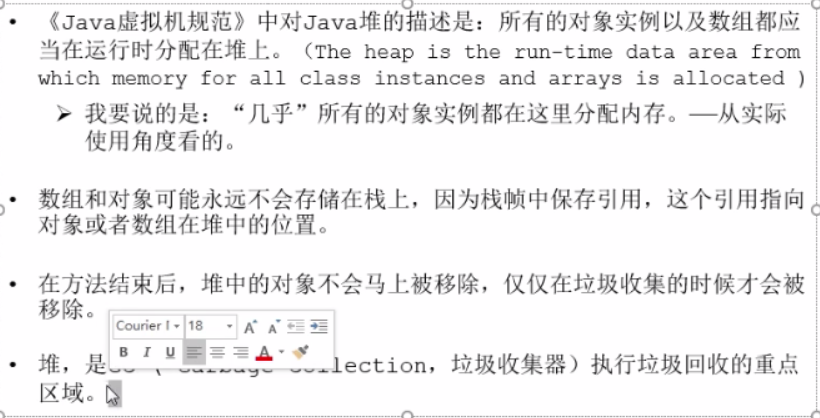 • 《Java虚拟机规范》中对Java堆的描述是：所有的对象实例以及数组都应
当在运行时分配在堆上。（The heap is the run-time data area from
which memory for all class instances and arrays is allocated )
➢ 我要说的是：“几乎”所有的对象实例都在这里分配内存。——从实际
使用角度看的。
• 数组和对象可能永远不会存储在栈上，因为栈帧中保存引用，这个引用指向
对象或者数组在堆中的位置。
• 在方法结束后，堆中的对象不会马上被移除，仅仅在垃圾收集的时候才会被
移除。
Courier 18 A A
B I U A
• 堆，是 llection，垃圾收集器）执行垃圾回收的重点
区域。